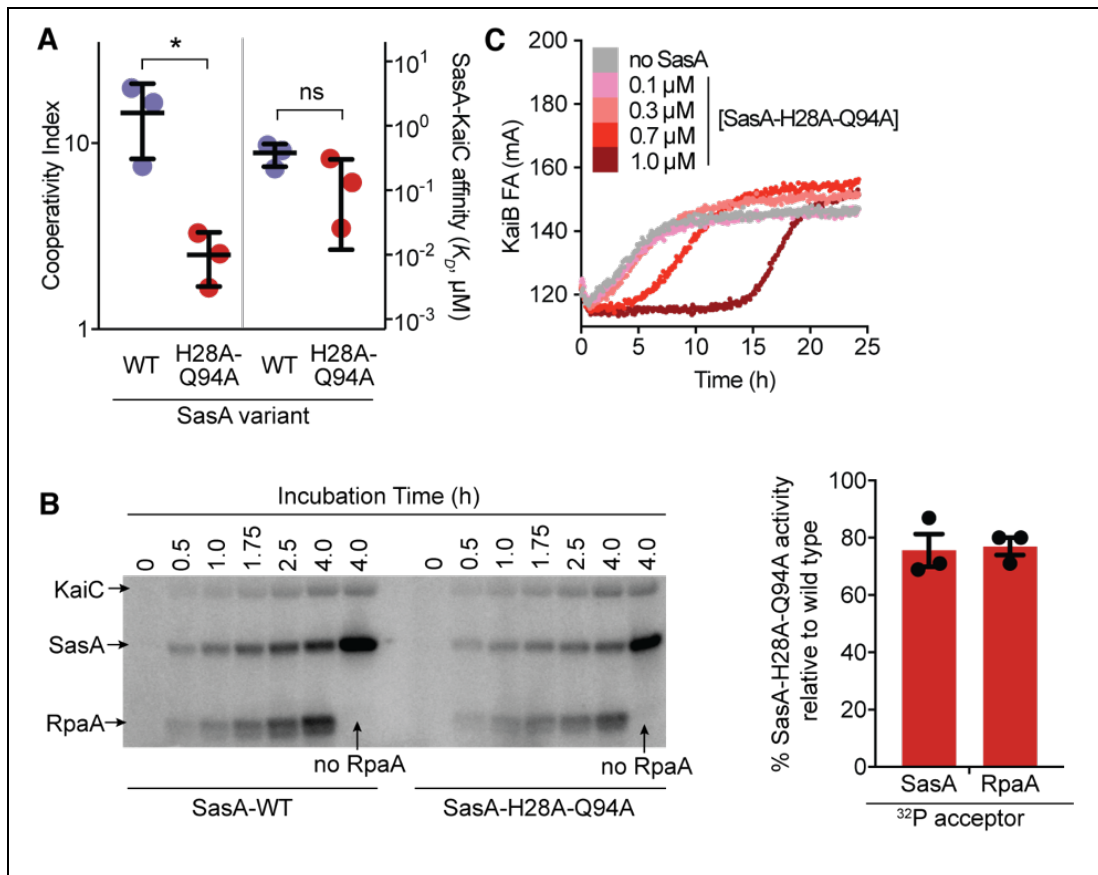 A
*
ns
Cooperativity Index
10
1
SasA-KaiC affinity (K_D, μM)
10¹
10⁰
10⁻¹
10⁻²
10⁻³
WT
H28A-
Q94A
WT
H28A-
Q94A
SasA variant
C
KaiB FA (mA)
200
180
160
140
120
no SasA
0.1 μM
0.3 μM
0.7 μM
1.0 μM
[SasA-H28A-Q94A]
0 5 10 15 20 25
Time (h)
B
Incubation Time (h)
0 0.5 1.0 1.75 2.5 4.0 4.0 0 0.5 1.0 1.75 2.5 4.0 4.0
KaiC
SasA
RpaA
no RpaA
no RpaA
SasA-WT
SasA-H28A-Q94A
% SasA-H28A-Q94A activity
relative to wild type
100
80
60
40
20
0
SasA RpaA
³²P acceptor